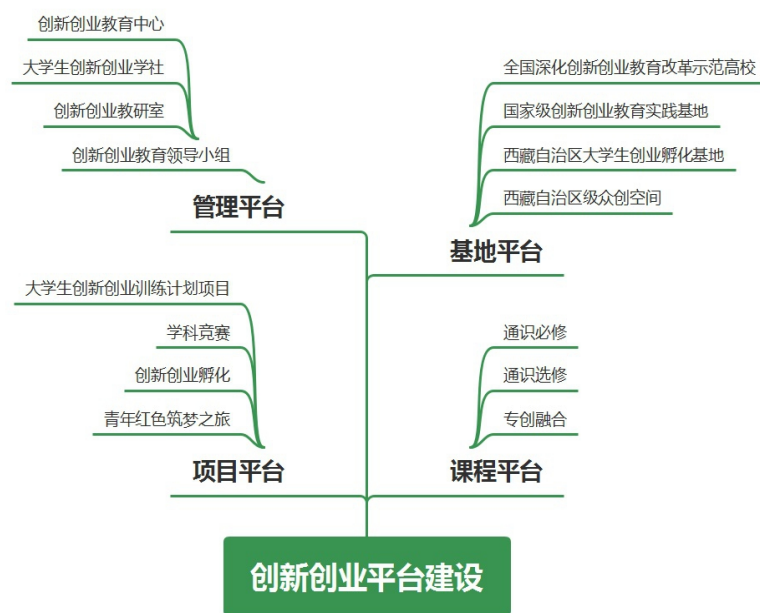 创新创业教育中心
大学生创新创业学社
创新创业教研室
创新创业教育领导小组
管理平台
全国深化创新创业教育改革示范高校
国家级创新创业教育实践基地
西藏自治区大学生创业孵化基地
西藏自治区级众创空间
基地平台
大学生创新创业训练计划项目
学科竞赛
创新创业孵化
青年红色筑梦之旅
项目平台
通识必修
通识选修
专创融合
课程平台
创新创业平台建设